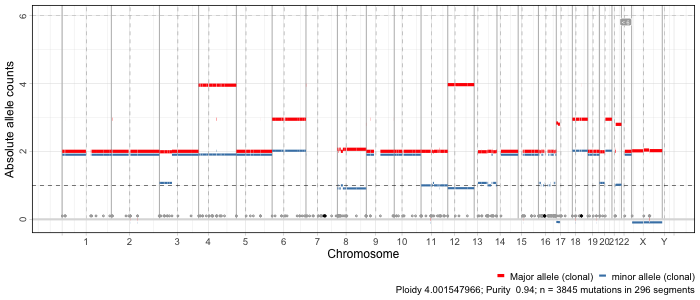 Absolute allele counts
6
4
2
1
0
1 2 3 4 5 6 7 8 9 10 11 12 13 14 15 16 17 18 19 20 21 22 X Y
Chromosome
Major allele (clonal) minor allele (clonal)
Ploidy 4.001547966; Purity 0.94; n = 3845 mutations in 296 segments